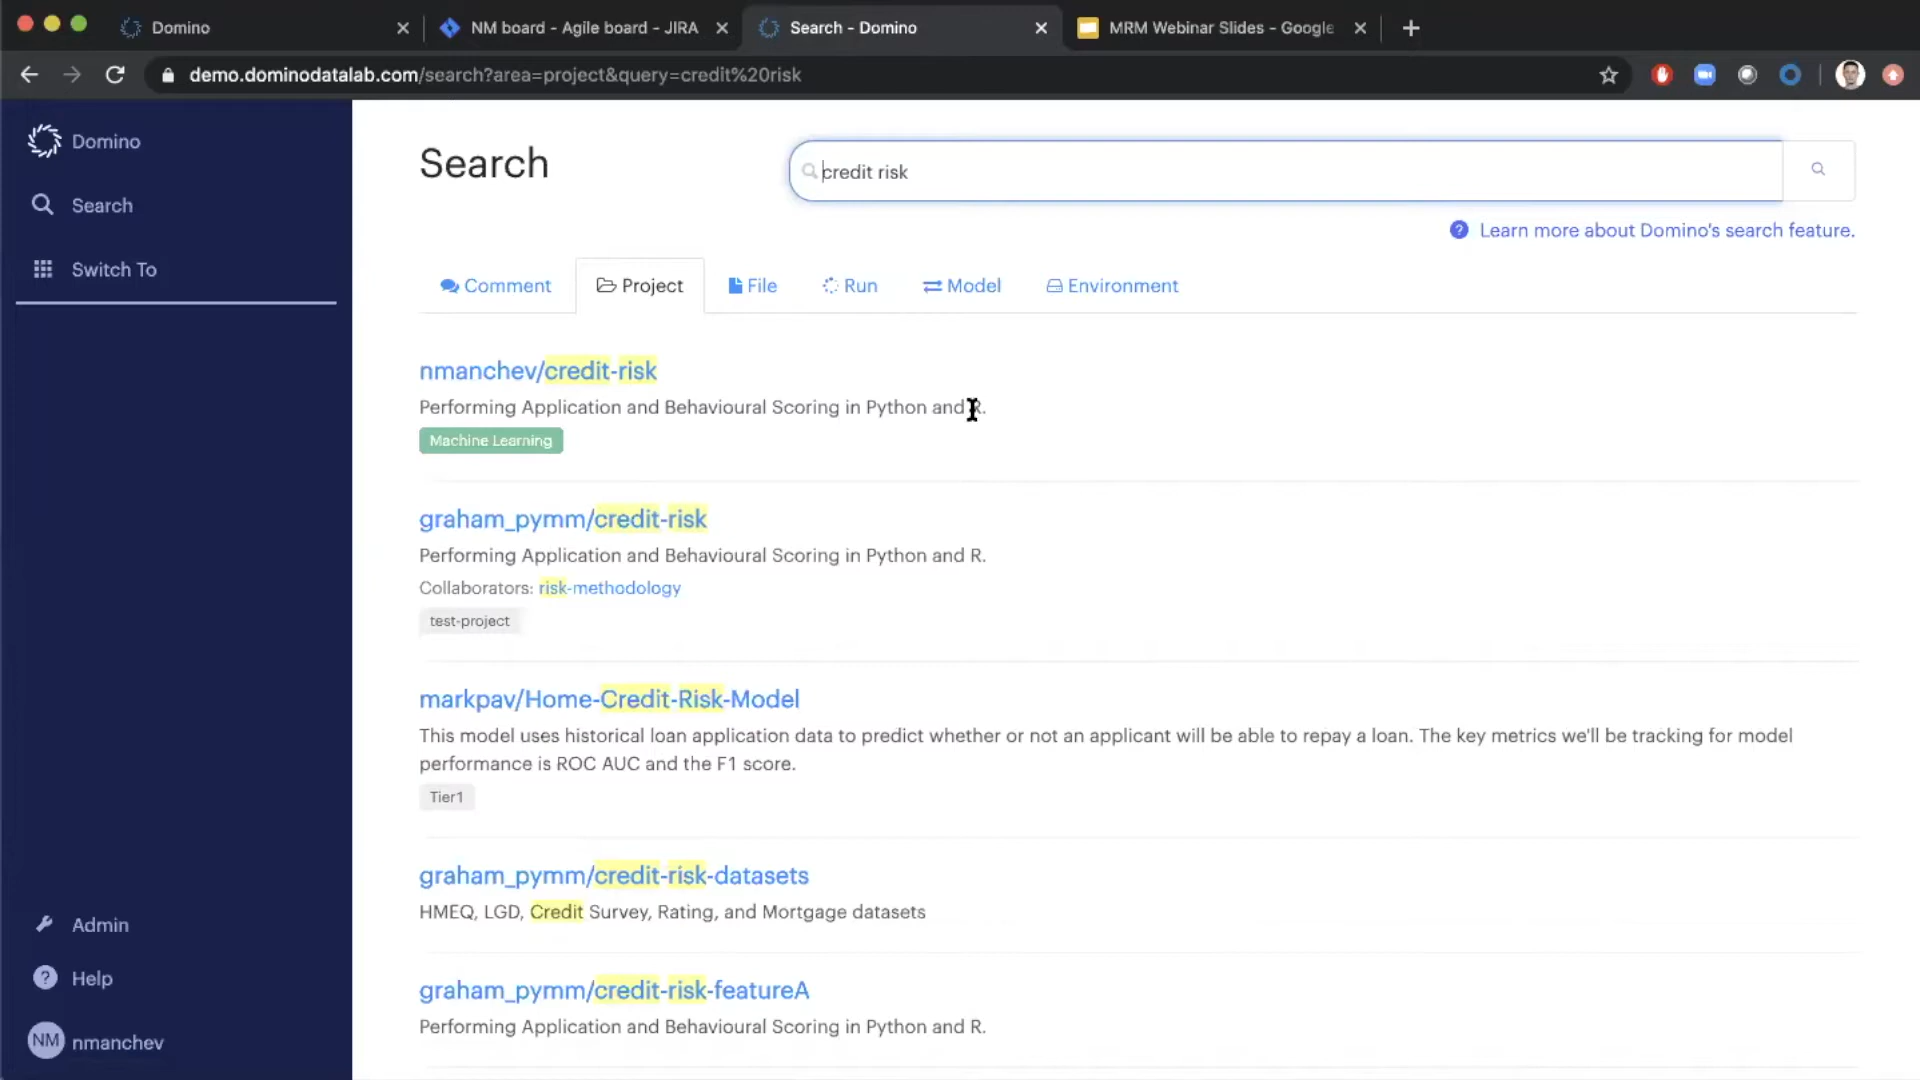 Domino
NM board - Agile board - JIRA
Search - Domino
MRM Webinar Slides - Google
demo.dominodatalab.com/search?area=project&query=credit%20risk
Domino
Search
Switch To
Search
credit risk
Learn more about Domino's search feature.
Comment
Project
File
Run
Model
Environment
nmanchev/credit-risk
Performing Application and Behavioural Scoring in Python and R.
Machine Learning
graham_pymm/credit-risk
Performing Application and Behavioural Scoring in Python and R.
Collaborators: risk-methodology
test-project
markpav/Home-Credit-Risk-Model
This model uses historical loan application data to predict whether or not an applicant will be able to repay a loan. The key metrics we'll be tracking for model
performance is ROC AUC and the F1 score.
Tier1
graham_pymm/credit-risk-datasets
HMEQ, LGD, Credit Survey, Rating, and Mortgage datasets
graham_pymm/credit-risk-featureA
Performing Application and Behavioural Scoring in Python and R.
Admin
Help
NM nmanchev